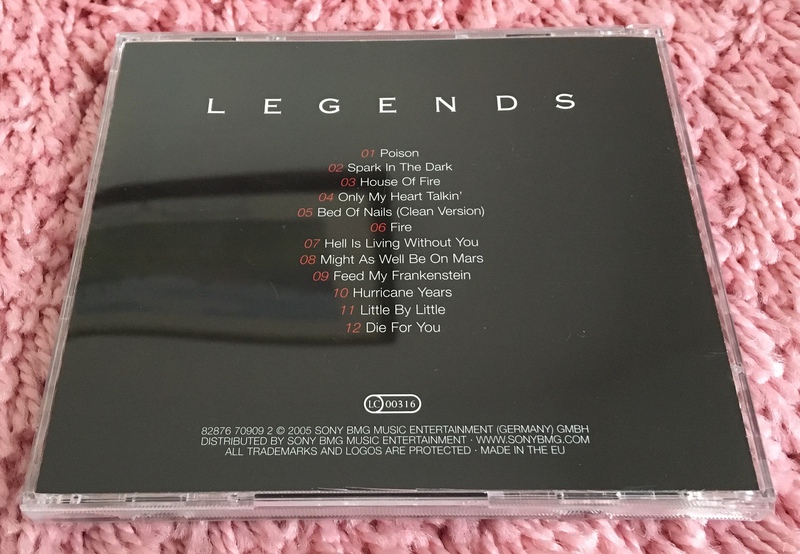 LEGENDS
01 Poison
02 Spark In The Dark
03 House Of Fire
04 Only My Heart Talkin'
05 Bed Of Nails (Clean Version)
06 Fire
07 Hell Is Living Without You
08 Might As Well Be On Mars
09 Feed My Frankenstein
10 Hurricane Years
11 Little By Little
12 Die For You
LC 00316
82876 70909 2 © 2005 SONY BMG MUSIC ENTERTAINMENT (GERMANY) GMBH
DISTRIBUTED BY SONY BMG MUSIC ENTERTAINMENT · WWW.SONYBMG.COM
ALL TRADEMARKS AND LOGOS ARE PROTECTED · MADE IN THE EU